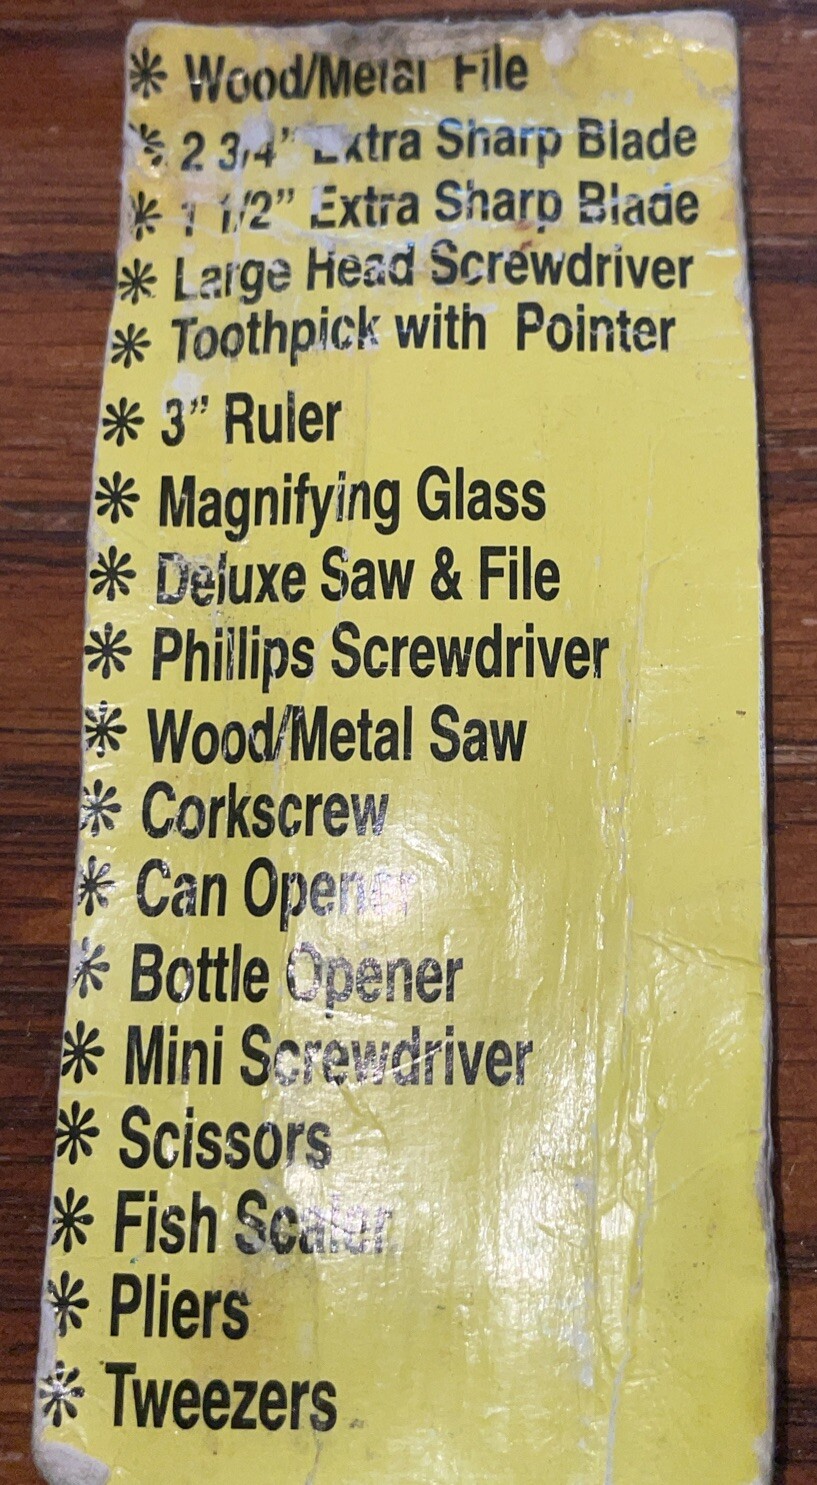 * Wood/Metal File
* 2 3/4" Extra Sharp Blade
* 1 1/2" Extra Sharp Blade
* Large Head Screwdriver
* Toothpick with Pointer
* 3" Ruler
* Magnifying Glass
* Deluxe Saw & File
* Phillips Screwdriver
* Wood/Metal Saw
* Corkscrew
* Can Opener
* Bottle Opener
* Mini Screwdriver
* Scissors
* Fish Scaler
* Pliers
* Tweezers